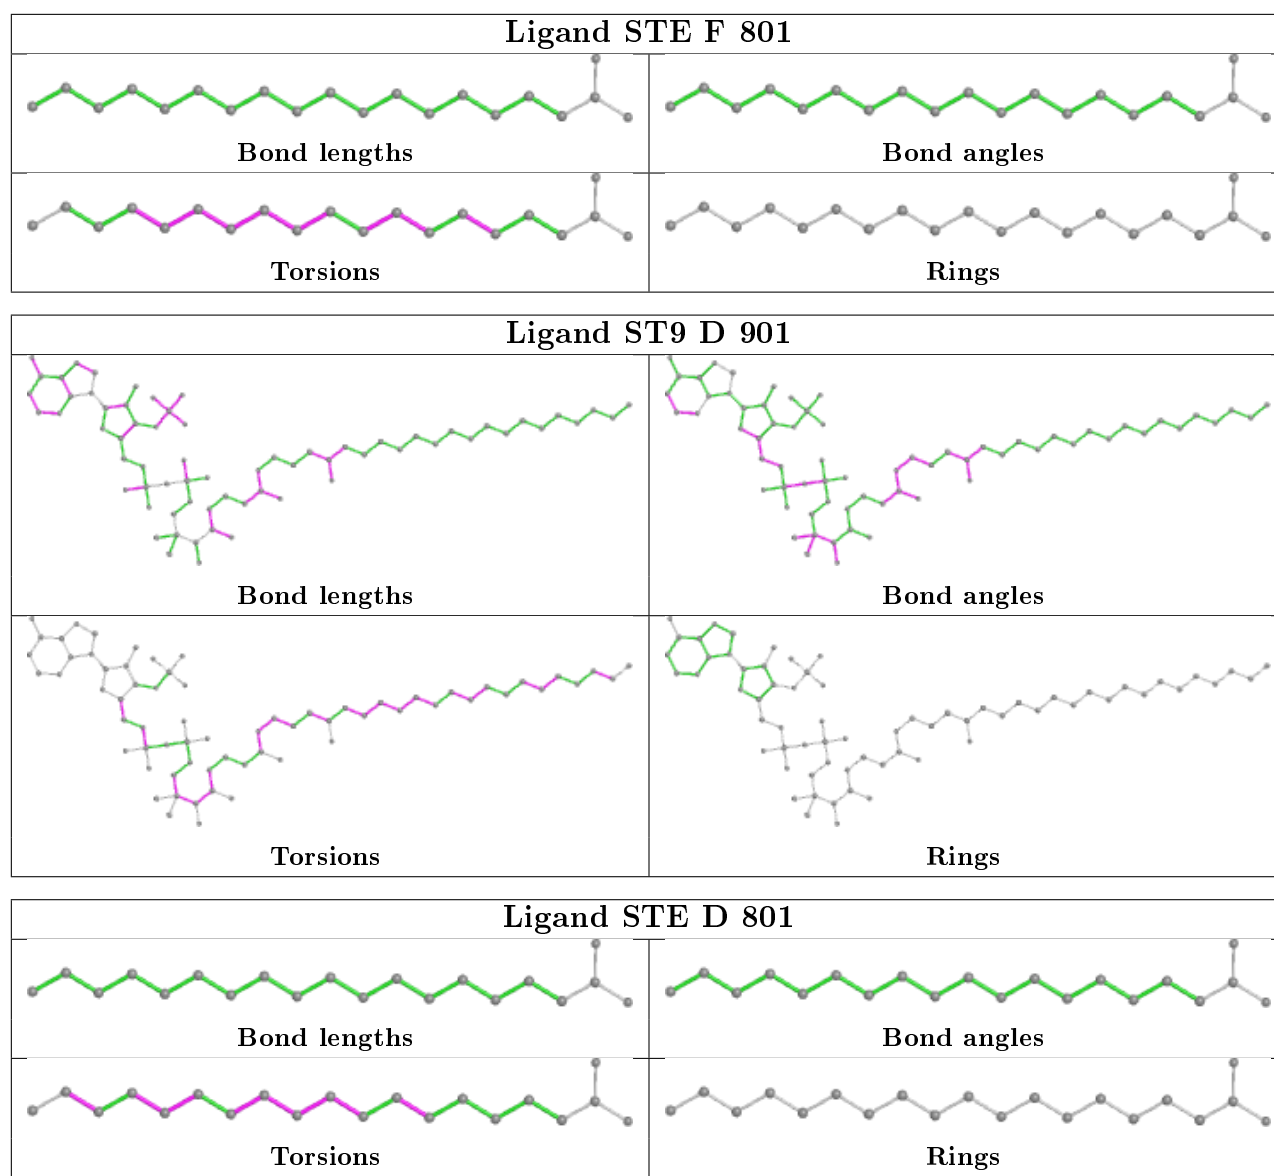 Ligand STE F 801
Bond lengths
Bond angles
Torsions
Rings
Ligand ST9 D 901
Bond lengths
Bond angles
Torsions
Rings
Ligand STE D 801
Bond lengths
Bond angles
Torsions
Rings